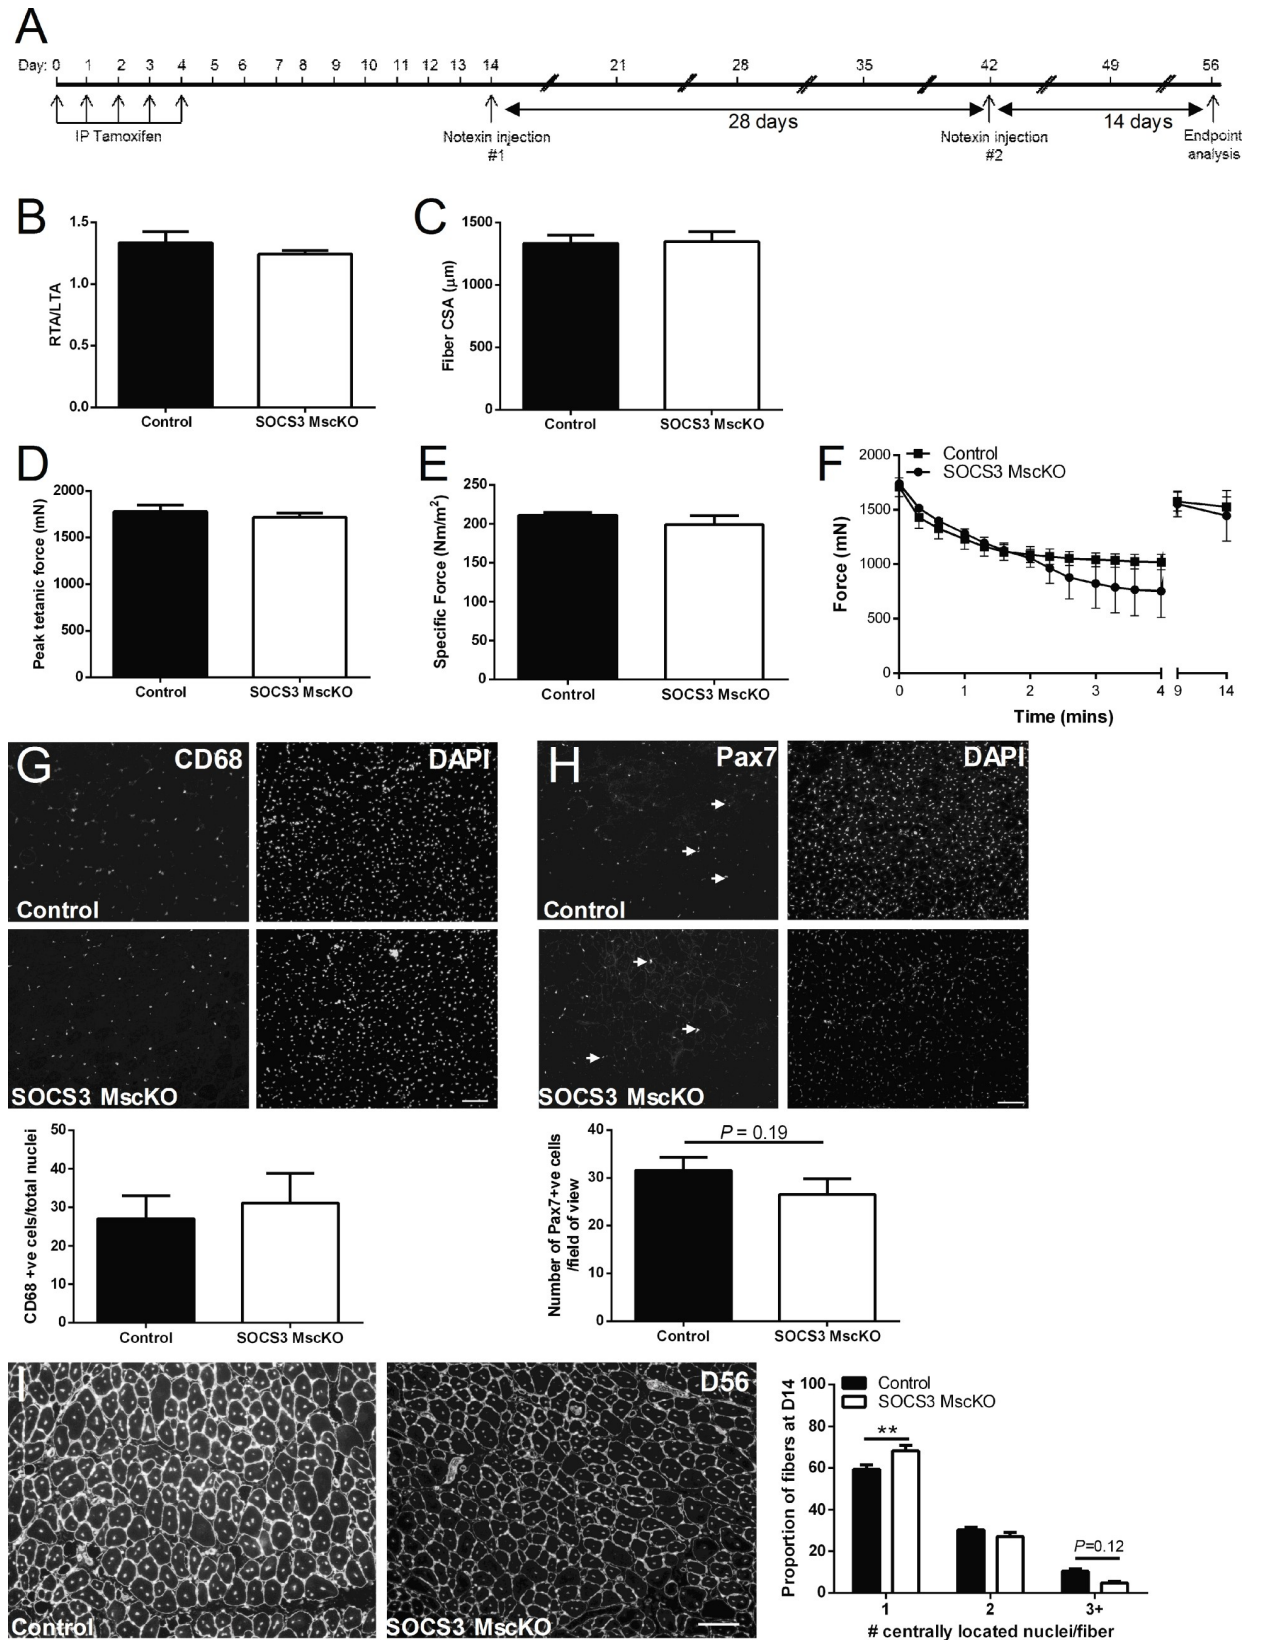 A
Day: 0 1 2 3 4 5 6 7 8 9 10 11 12 13 14 21 28 35 42 49 56
28 days 14 days
IP Tamoxifen
Notexin injection
#1
Notexin injection
#2
Endpoint
analysis
B
RTA/LTA
1.5
1.0
0.5
0.0
Control SOCS3 MscKO
C
Fiber CSA (μm)
1500
1000
500
0
Control SOCS3 MscKO
D
Peak tetanic force (mN)
2000
1500
1000
500
0
Control SOCS3 MscKO
E
Specific Force (Nm/m²)
250
200
150
100
50
0
Control SOCS3 MscKO
F
Control
SOCS3 MscKO
Force (mN)
2000
1500
1000
500
0
0 1 2 3 4 9 14
Time (mins)
G
CD68 DAPI
Control
SOCS3 MscKO
CD68 +ve cels/total nuclei
50
40
30
20
10
0
Control SOCS3 MscKO
H
Pax7 DAPI
Control
SOCS3 MscKO
Number of Pax7+ve cells
/field of view
40
30
20
10
0
P = 0.19
Control SOCS3 MscKO
I
D56
Control
SOCS3 MscKO
Control
SOCS3 MscKO
Proportion of fibers at D14
100
80
60
40
20
0
**
P=0.12
1 2 3+
# centrally located nuclei/fiber